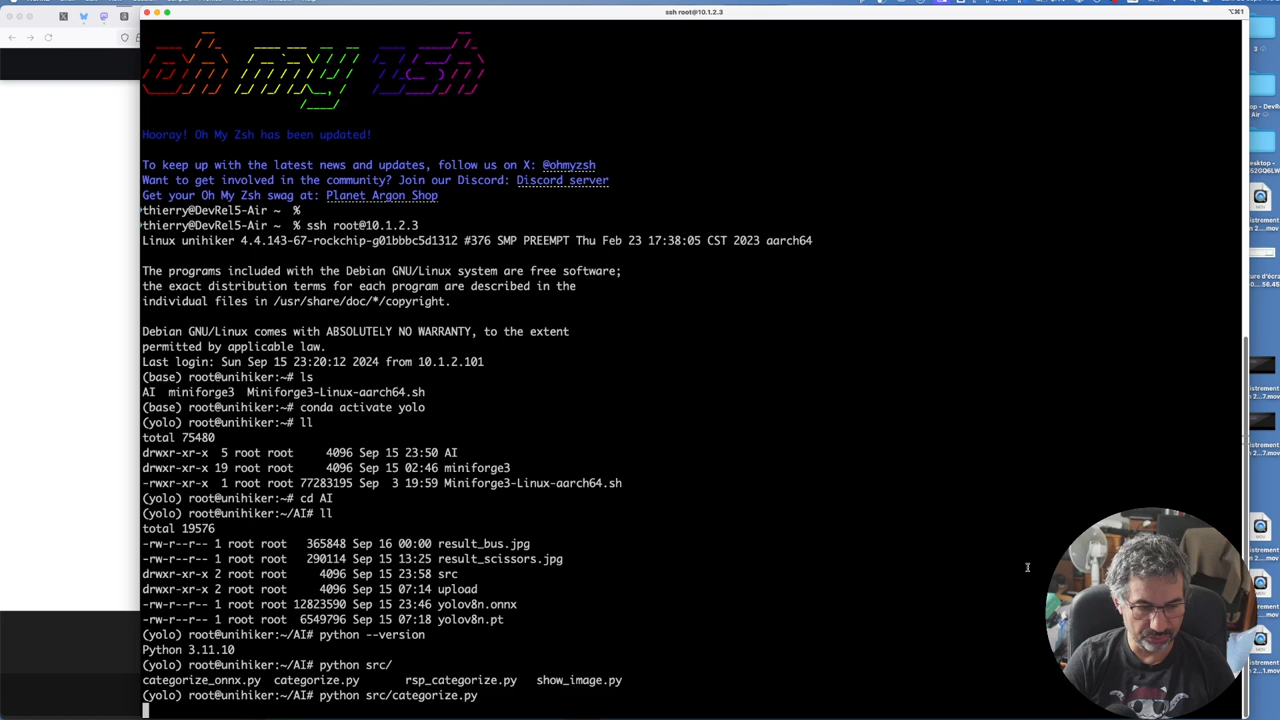 ssh root@10.1.2.3
⌥⌘1
Hooray! Oh My Zsh has been updated!
To keep up with the latest news and updates, follow us on X: @ohmyzsh
Want to get involved in the community? Join our Discord: Discord server
Get your Oh My Zsh swag at: Planet Argon Shop
thierry@DevRel5-Air ~ %
thierry@DevRel5-Air ~ % ssh root@10.1.2.3
Linux unihiker 4.4.143-67-rockchip-g01bbbc5d1312 #376 SMP PREEMPT Thu Feb 23 17:38:05 CST 2023 aarch64
The programs included with the Debian GNU/Linux system are free software;
the exact distribution terms for each program are described in the
individual files in /usr/share/doc/*/copyright.
Debian GNU/Linux comes with ABSOLUTELY NO WARRANTY, to the extent
permitted by applicable law.
Last login: Sun Sep 15 23:20:12 2024 from 10.1.2.101
(base) root@unihiker:~# ls
AI  miniforge3  Miniforge3-Linux-aarch64.sh
(base) root@unihiker:~# conda activate yolo
(yolo) root@unihiker:~# ll
total 75480
drwxr-xr-x  5 root root     4096 Sep 15 23:50 AI
drwxr-xr-x 19 root root     4096 Sep 15 02:46 miniforge3
-rwxr-xr-x  1 root root 77283195 Sep  3 19:59 Miniforge3-Linux-aarch64.sh
(yolo) root@unihiker:~# cd AI
(yolo) root@unihiker:~/AI# ll
total 19576
-rw-r--r-- 1 root root   365848 Sep 16 00:00 result_bus.jpg
-rw-r--r-- 1 root root   290114 Sep 15 13:25 result_scissors.jpg
drwxr-xr-x 2 root root     4096 Sep 15 23:58 src
drwxr-xr-x 2 root root     4096 Sep 15 07:14 upload
-rw-r--r-- 1 root root 12823590 Sep 15 23:46 yolov8n.onnx
-rw-r--r-- 1 root root  6549796 Sep 15 07:18 yolov8n.pt
(yolo) root@unihiker:~/AI# python --version
Python 3.11.10
(yolo) root@unihiker:~/AI# python src/
categorize_onnx.py  categorize.py       rsp_categorize.py   show_image.py
(yolo) root@unihiker:~/AI# python src/categorize.py